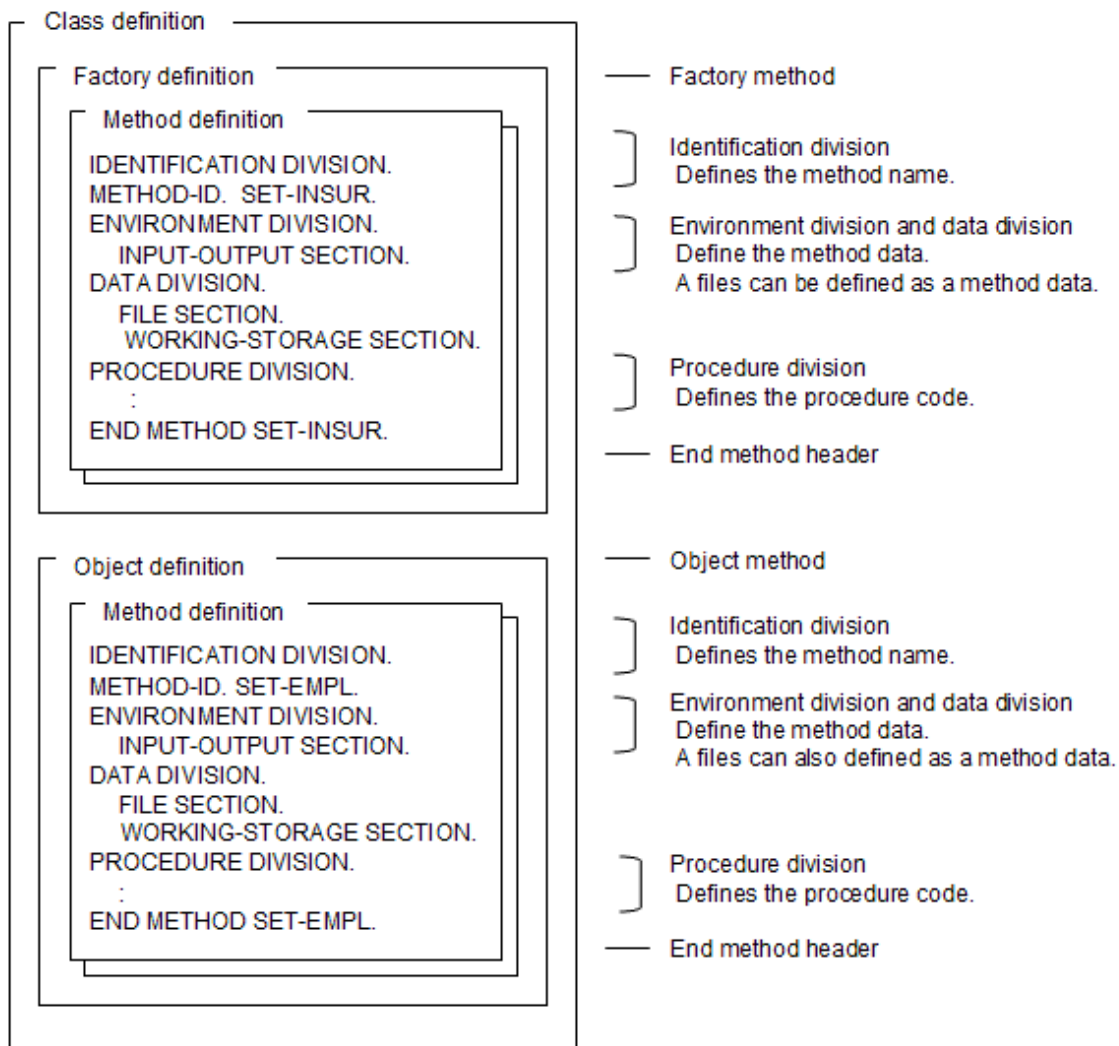 Class definition
Factory definition
Method definition
IDENTIFICATION DIVISION.
METHOD-ID. SET-INSUR.
ENVIRONMENT DIVISION.
INPUT-OUTPUT SECTION.
DATA DIVISION.
FILE SECTION.
WORKING-STORAGE SECTION.
PROCEDURE DIVISION.
:
END METHOD SET-INSUR.
Factory method
Identification division
Defines the method name.
Environment division and data division
Define the method data.
A files can be defined as a method data.
Procedure division
Defines the procedure code.
End method header
Object definition
Method definition
IDENTIFICATION DIVISION.
METHOD-ID. SET-EMPL.
ENVIRONMENT DIVISION.
INPUT-OUTPUT SECTION.
DATA DIVISION.
FILE SECTION.
WORKING-STORAGE SECTION.
PROCEDURE DIVISION.
:
END METHOD SET-EMPL.
Object method
Identification division
Defines the method name.
Environment division and data division
Define the method data.
A files can also defined as a method data.
Procedure division
Defines the procedure code.
End method header